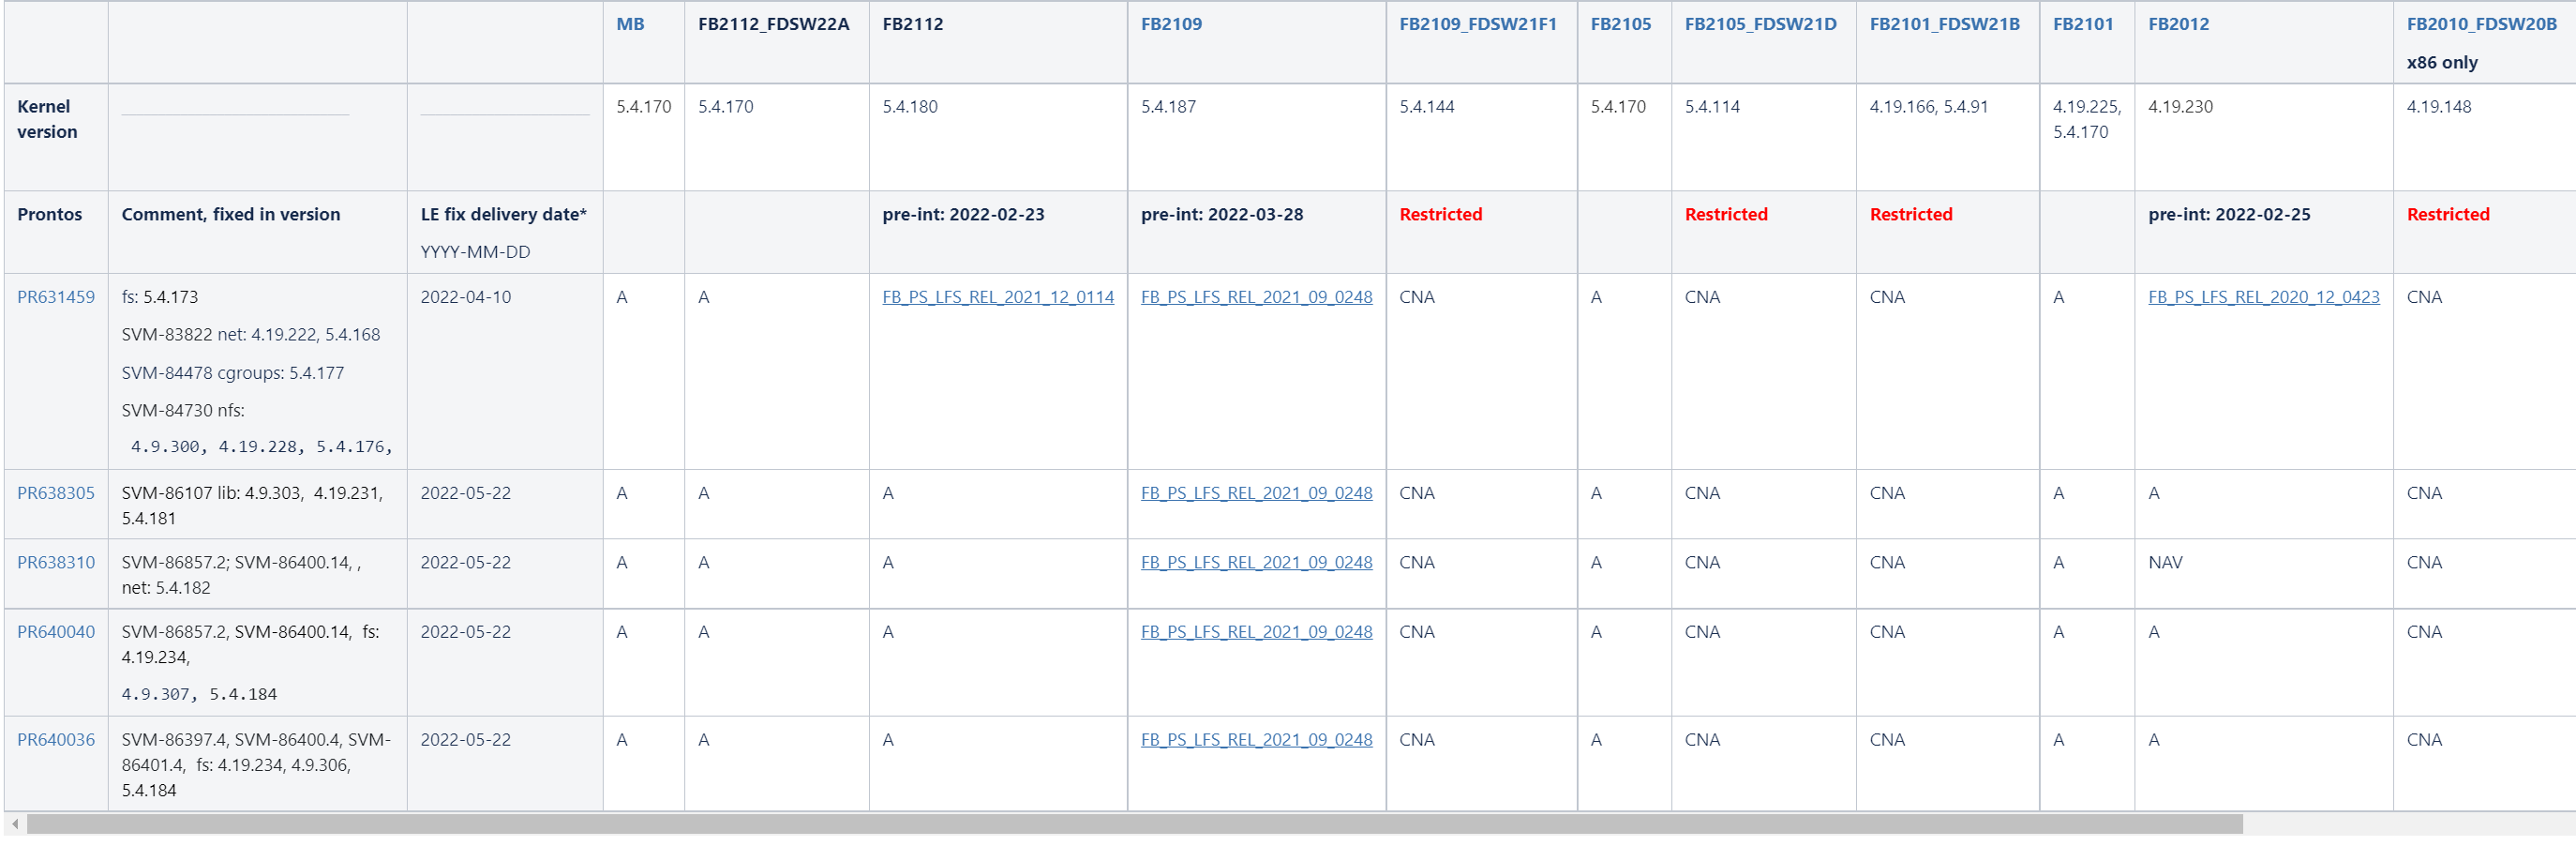 MB FB2112_FDSW22A FB2112 FB2109 FB2109_FDSW21F1 FB2105 FB2105_FDSW21D FB2101_FDSW21B FB2101 FB2012 FB2010_FDSW20B
x86 only
Kernel 5.4.170 5.4.170 5.4.180 5.4.187 5.4.144 5.4.170 5.4.114 4.19.166, 5.4.91 4.19.225, 4.19.230 4.19.148
version 5.4.170
Prontos Comment, fixed in version LE fix delivery date* pre-int: 2022-02-23 pre-int: 2022-03-28 Restricted Restricted Restricted pre-int: 2022-02-25 Restricted
YYYY-MM-DD
PR631459 fs: 5.4.173 2022-04-10 A A FB_PS_LFS_REL_2021_12_0114 FB_PS_LFS_REL_2021_09_0248 CNA A CNA CNA A FB_PS_LFS_REL_2020_12_0423 CNA
SVM-83822 net: 4.19.222, 5.4.168
SVM-84478 cgroups: 5.4.177
SVM-84730 nfs:
4.9.300, 4.19.228, 5.4.176,
PR638305 SVM-86107 lib: 4.9.303, 4.19.231, 2022-05-22 A A A FB_PS_LFS_REL_2021_09_0248 CNA A CNA CNA A A CNA
5.4.181
PR638310 SVM-86857.2; SVM-86400.14, , 2022-05-22 A A A FB_PS_LFS_REL_2021_09_0248 CNA A CNA CNA A NAV CNA
net: 5.4.182
PR640040 SVM-86857.2, SVM-86400.14, fs: 2022-05-22 A A A FB_PS_LFS_REL_2021_09_0248 CNA A CNA CNA A A CNA
4.19.234,
4.9.307, 5.4.184
PR640036 SVM-86397.4, SVM-86400.4, SVM- 2022-05-22 A A A FB_PS_LFS_REL_2021_09_0248 CNA A CNA CNA A A CNA
86401.4, fs: 4.19.234, 4.9.306,
5.4.184